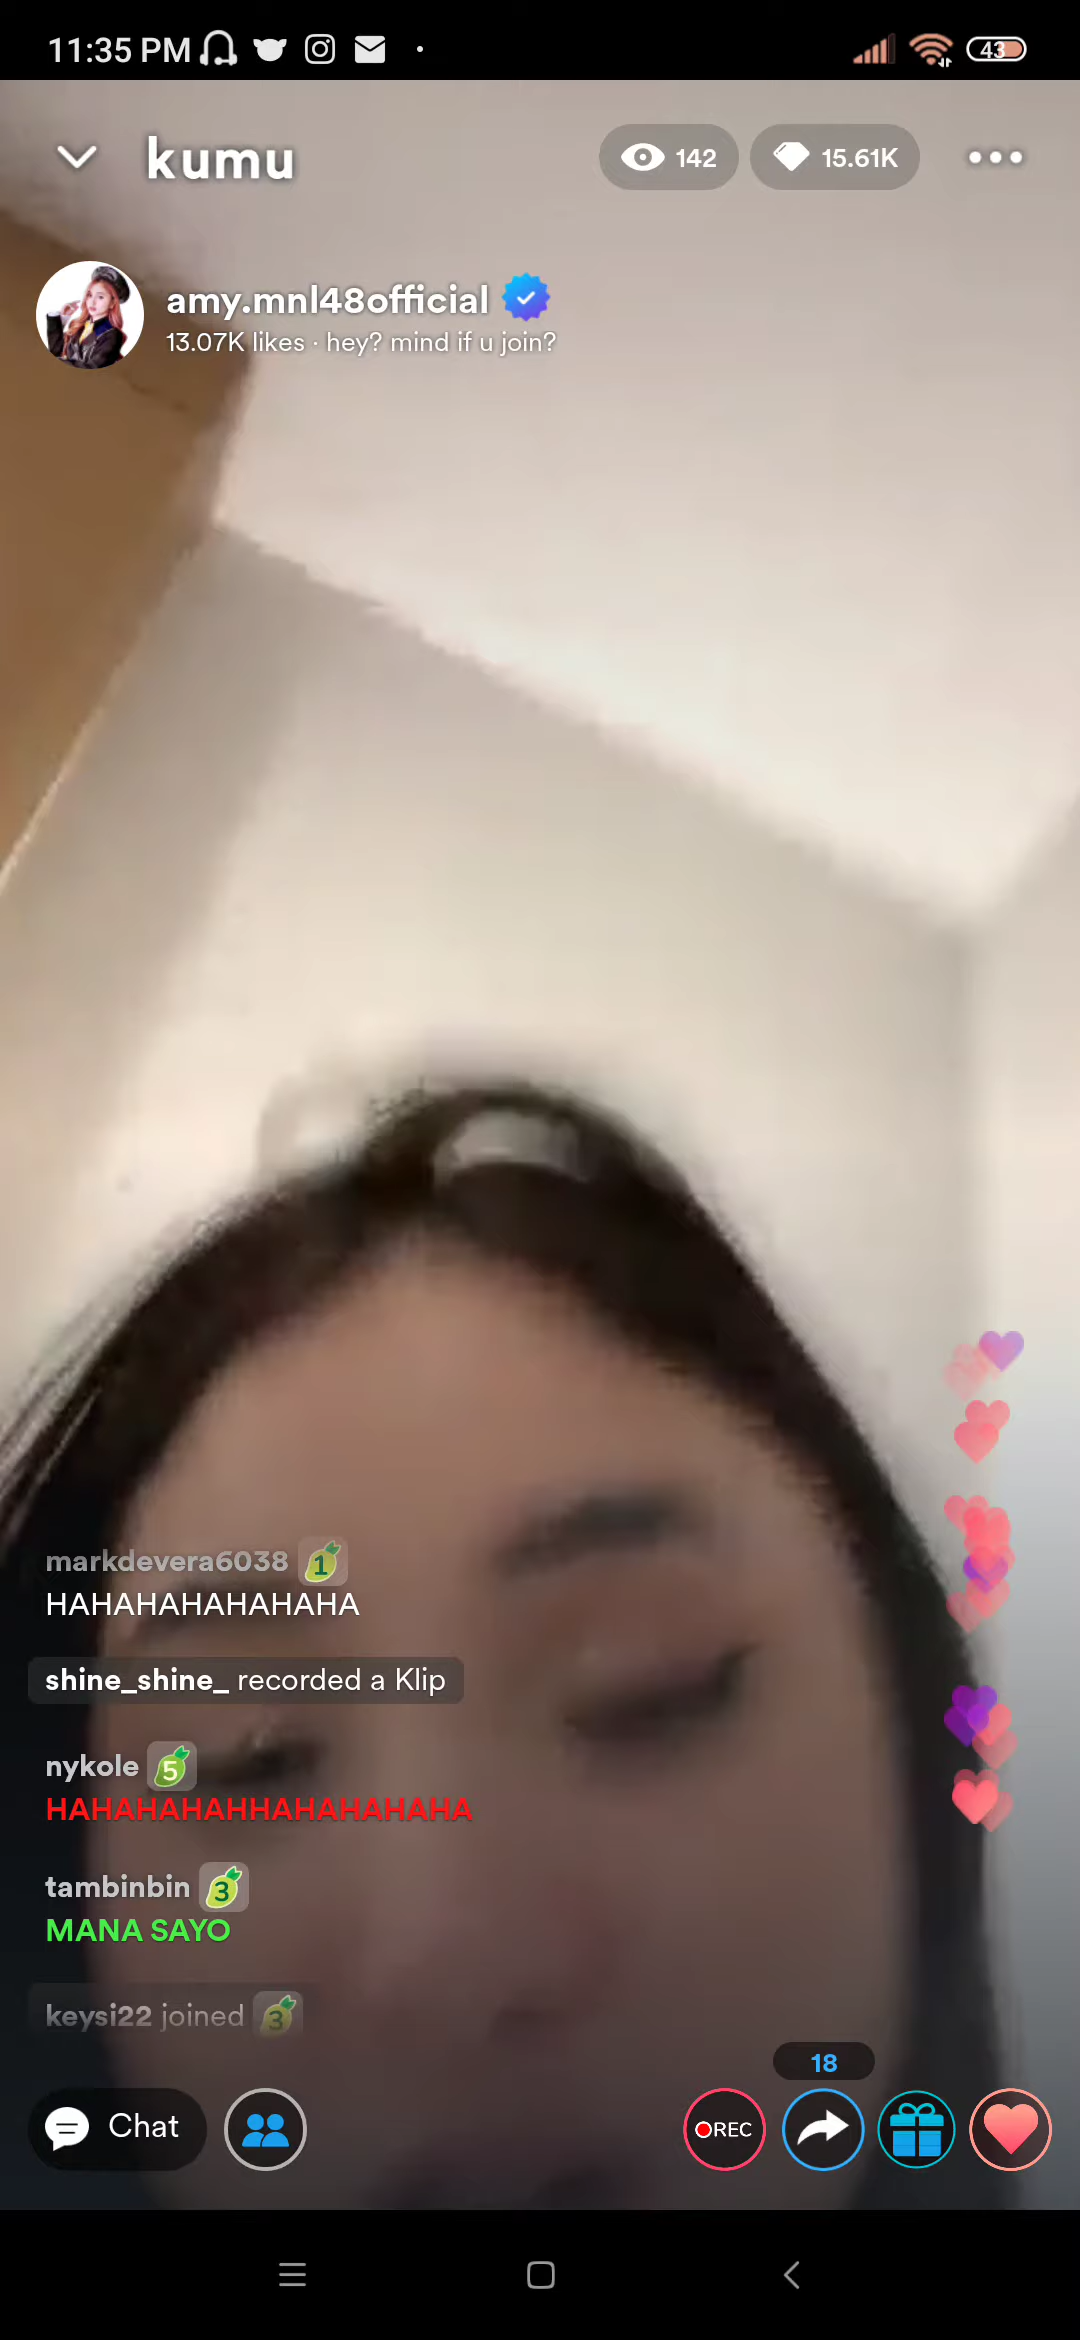 11:35 PM
43
kumu
142
15.61K
amy.mnl48official
13.07K likes · hey? mind if u join?
markdevera6038 1
HAHAHAHAHAHAHA
shine_shine_ recorded a Klip
nykole 5
HAHAHAHAHHAHAHAHAHA
tambinbin 3
MANA SAYO
keysi22 joined 3
18
Chat
REC